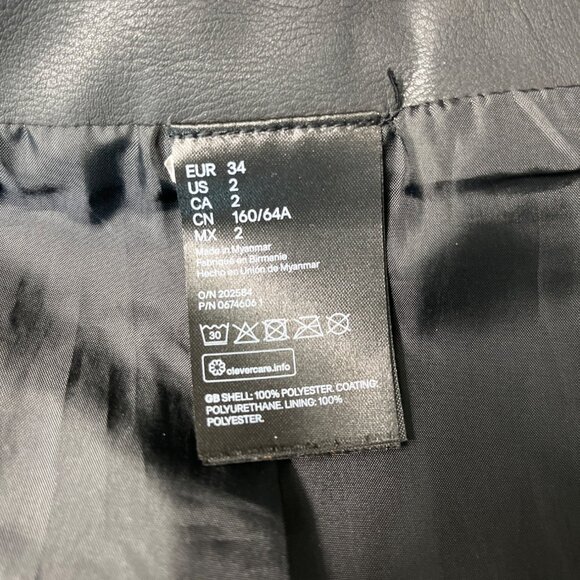 EUR 34
US 2
CA 2
CN 160/64A
MX 2
Made in Myanmar
Fabriqué en Birmanie
Hecho en Unión de Myanmar
O/N 202584
P/N 0674606 1
30
clevercare.info
GB SHELL: 100% POLYESTER. COATING:
POLYURETHANE. LINING: 100%
POLYESTER.